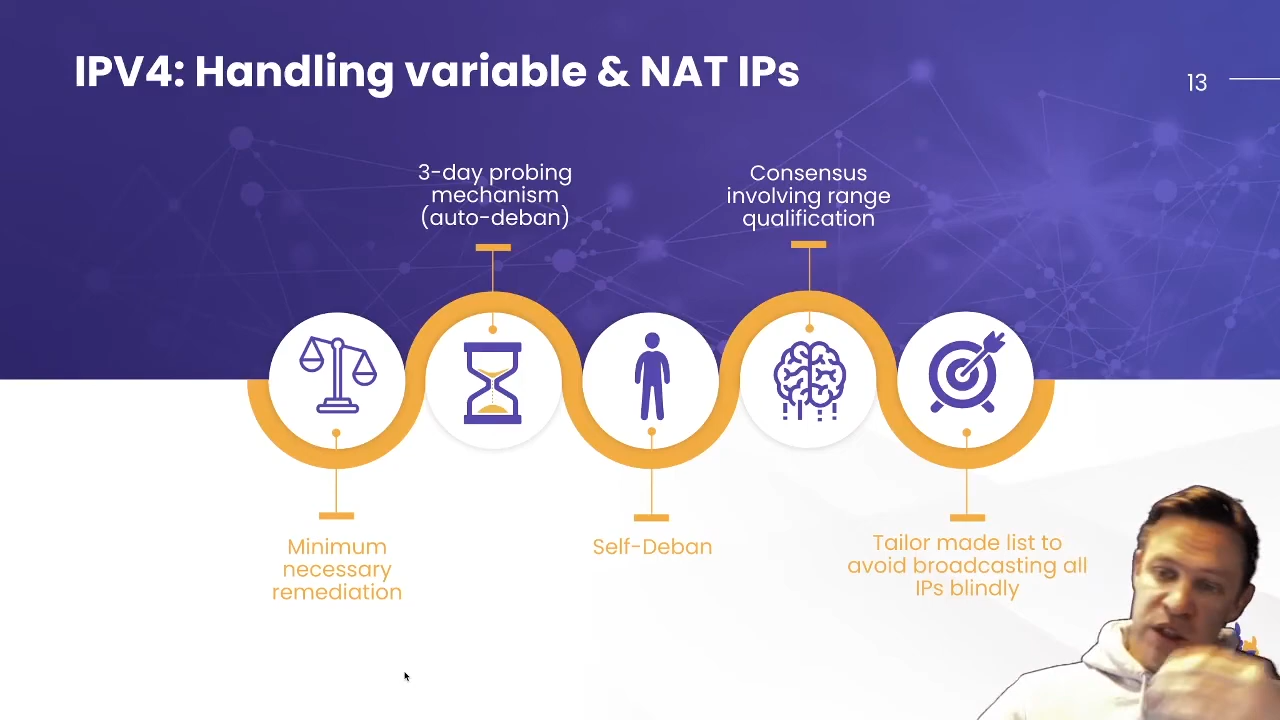 IPV4: Handling variable & NAT IPs
13
3-day probing
mechanism
(auto-deban)
Consensus
involving range
qualification
Minimum
necessary
remediation
Self-Deban
Tailor made list to
avoid broadcasting all
IPs blindly